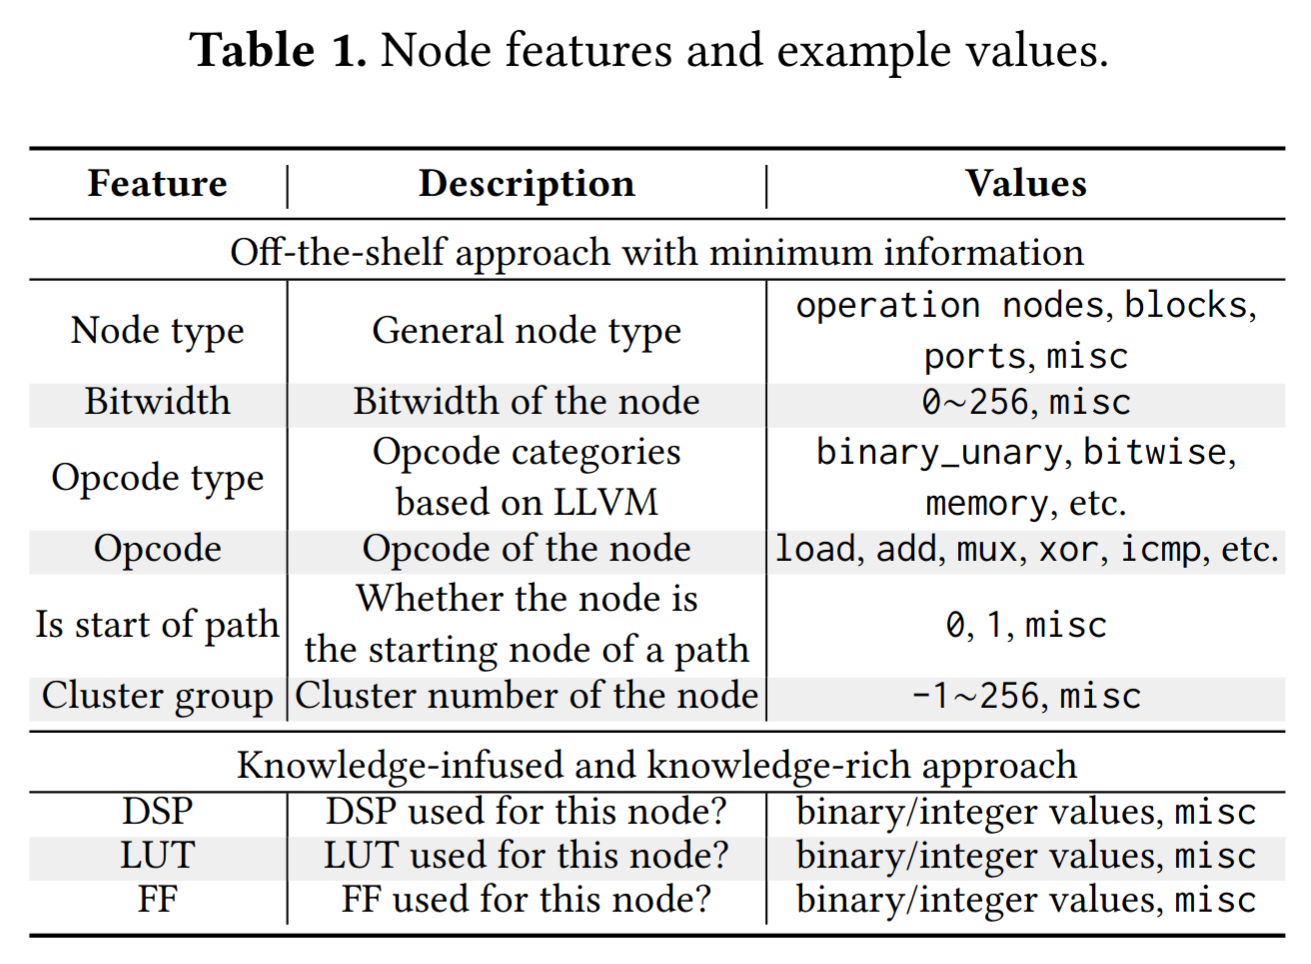 Table 1. Node features and example values.
Feature Description Values
Off-the-shelf approach with minimum information
Node type General node type operation nodes, blocks,
ports, misc
Bitwidth Bitwidth of the node 0~256, misc
Opcode type Opcode categories binary_unary, bitwise,
based on LLVM memory, etc.
Opcode Opcode of the node load, add, mux, xor, icmp, etc.
Is start of path Whether the node is 0, 1, misc
the starting node of a path
Cluster group Cluster number of the node -1~256, misc
Knowledge-infused and knowledge-rich approach
DSP DSP used for this node? binary/integer values, misc
LUT LUT used for this node? binary/integer values, misc
FF FF used for this node? binary/integer values, misc